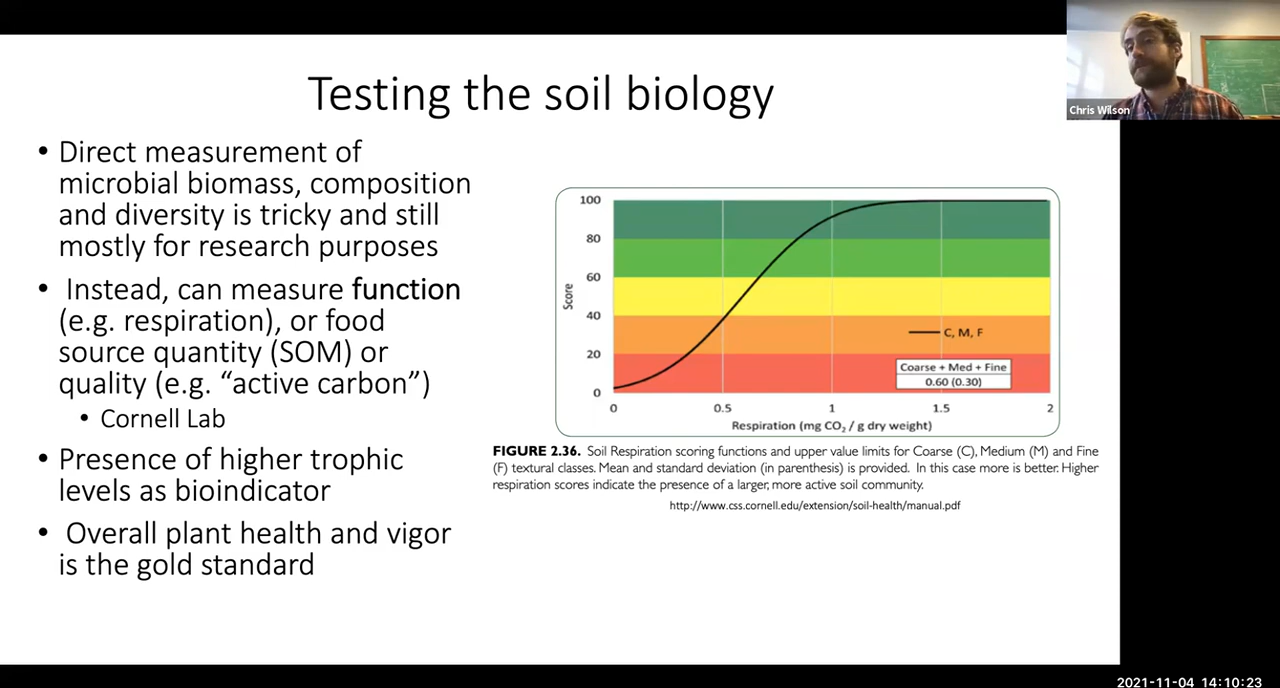 Testing the soil biology
• Direct measurement of
microbial biomass, composition
and diversity is tricky and still
mostly for research purposes
• Instead, can measure function
(e.g. respiration), or food
source quantity (SOM) or
quality (e.g. “active carbon”)
• Cornell Lab
• Presence of higher trophic
levels as bioindicator
• Overall plant health and vigor
is the gold standard
100
80
60
40
20
0
Score
C, M, F
Coarse + Med + Fine
0.60 (0.30)
0 0.5 1 1.5 2
Respiration (mg CO₂ / g dry weight)
FIGURE 2.36. Soil Respiration scoring functions and upper value limits for Coarse (C), Medium (M) and Fine
(F) textural classes. Mean and standard deviation (in parenthesis) is provided. In this case more is better. Higher
respiration scores indicate the presence of a larger, more active soil community.
http://www.css.cornell.edu/extension/soil-health/manual.pdf
Chris Wilson
2021-11-04 14:10:23